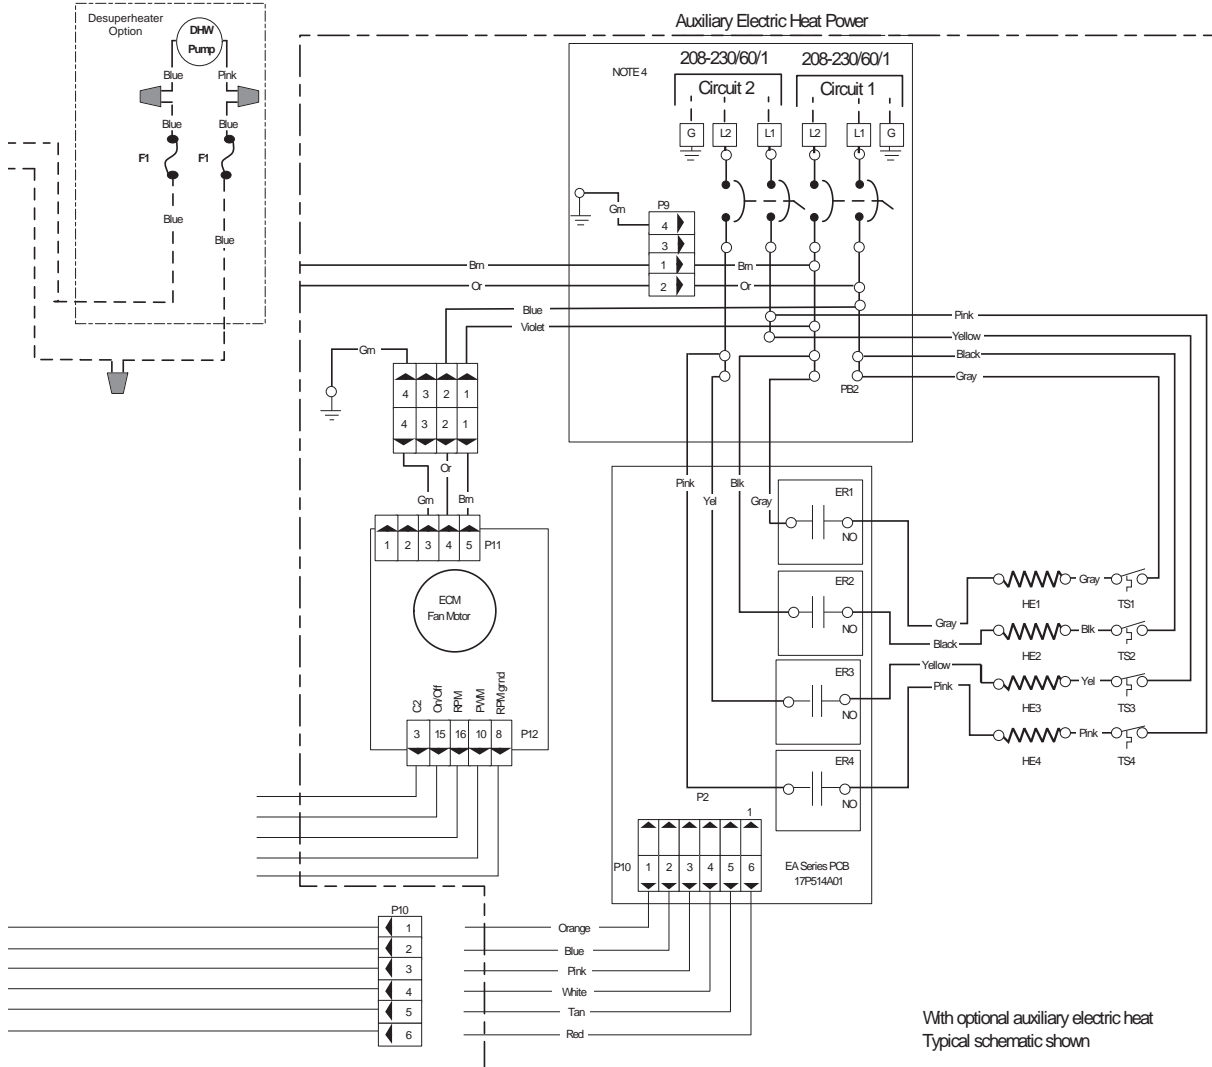 Auxiliary Electric Heat Power
Desuperheater
Option
DHW
Pump
Blue
Pink
Blue
Blue
F1
F1
Blue
Blue
NOTE 4
208-230/60/1
208-230/60/1
Circuit 2
Circuit 1
G
L2
L1
L2
L1
G
P9
Grn
4
3
1
2
Brn
Brn
Or
Or
Blue
Violet
Pink
Yellow
Black
Gray
PB2
Grn
4
3
2
1
4
3
2
1
Or
Grn
Brn
1
2
3
4
5
P11
ECM
Fan Motor
C2
On/Off
RPM
PWM
RPM grnd
3
15
16
10
8
P12
Pink
Yel
Blk
Gray
ER1
NO
ER2
NO
ER3
NO
ER4
NO
Gray
Black
Yellow
Pink
Gray
HE1
TS1
Blk
HE2
TS2
Yel
HE3
TS3
Pink
HE4
TS4
P2
1
P10
1
2
3
4
5
6
EA Series PCB
17P514A01
P10
1
2
3
4
5
6
Orange
Blue
Pink
White
Tan
Red
With optional auxiliary electric heat
Typical schematic shown